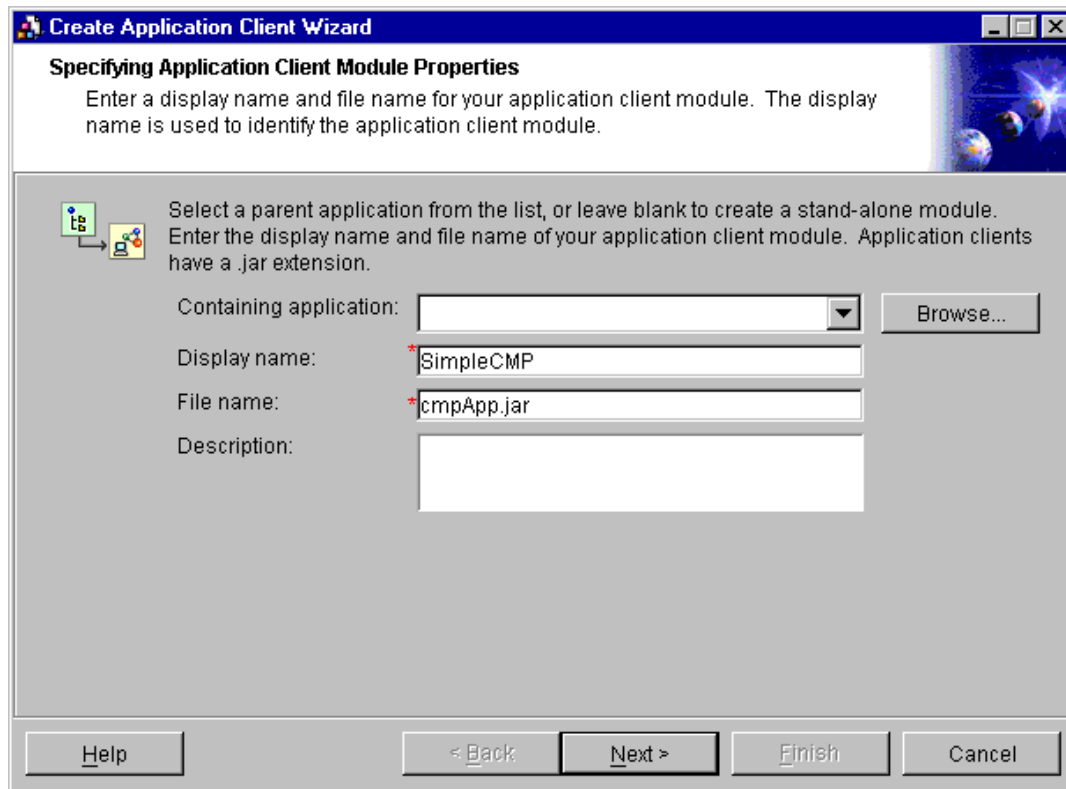 Create Application Client Wizard
Specifying Application Client Module Properties
Enter a display name and file name for your application client module. The display
name is used to identify the application client module.
Select a parent application from the list, or leave blank to create a stand-alone module.
Enter the display name and file name of your application client module. Application clients
have a .jar extension.
Containing application:
Browse...
Display name: * SimpleCMP
File name: * cmpApp.jar
Description:
Help
< Back
Next >
Finish
Cancel